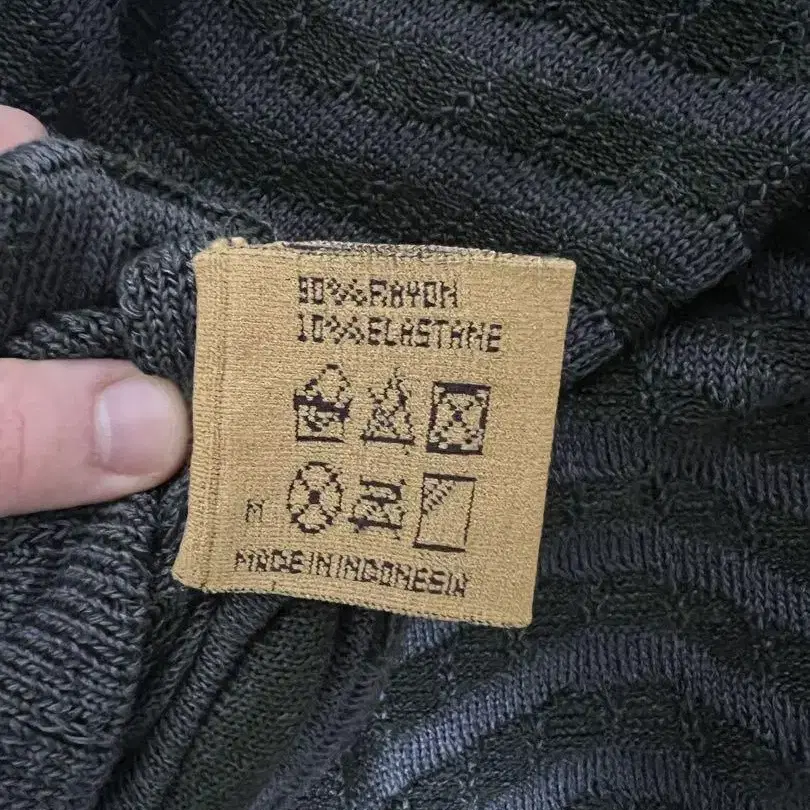 90% RAYON
10% ELASTANE
M
MADE IN INDONESIA